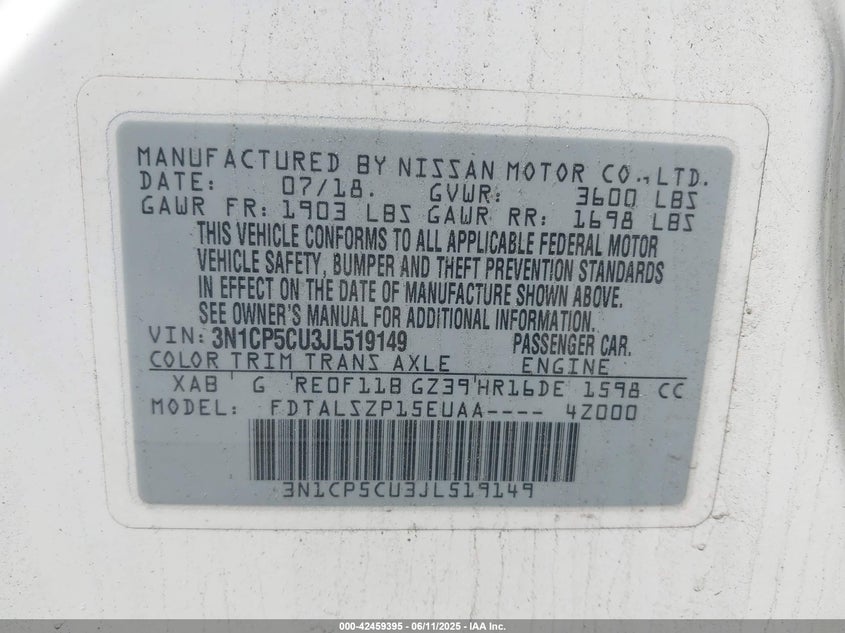 MANUFACTURED BY NISSAN MOTOR CO.,LTD.
DATE: 07/18. GVWR: 3600 LBS
GAWR FR: 1903 LBS GAWR RR: 1698 LBS
THIS VEHICLE CONFORMS TO ALL APPLICABLE FEDERAL MOTOR
VEHICLE SAFETY, BUMPER AND THEFT PREVENTION STANDARDS
IN EFFECT ON THE DATE OF MANUFACTURE SHOWN ABOVE.
SEE OWNER'S MANUAL FOR ADDITIONAL INFORMATION.
VIN: 3N1CP5CU3JL519149 PASSENGER CAR.
COLOR TRIM TRANS AXLE ENGINE
XAB G RE0F11B GZ39 HR16DE 1598 CC
MODEL: FDTALSZP15EUAA---- 4Z000
3N1CP5CU3JL519149
000-42459395 - 06/11/2025 - IAA Inc.